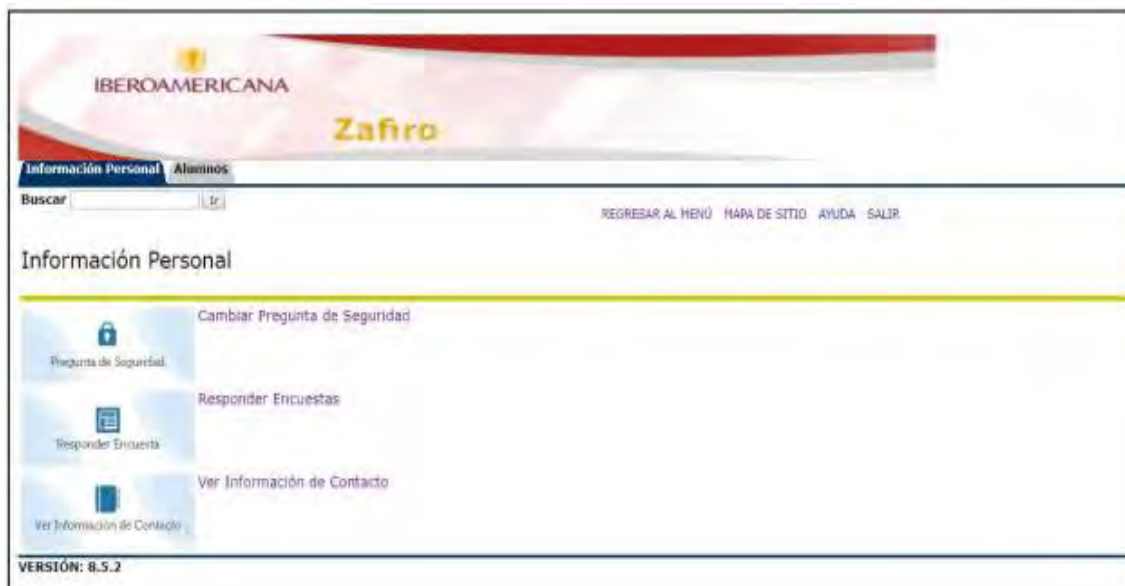 IBEROAMERICANA
Zafiro
Información Personal Alumnos
Buscar Ir
REGRESAR AL MENÚ MAPA DE SITIO AYUDA SALIR
Información Personal
Cambiar Pregunta de Seguridad
Pregunta de Seguridad
Responder Encuestas
Responder Encuesta
Ver Información de Contacto
Ver Información de Contacto
VERSIÓN: 8.5.2